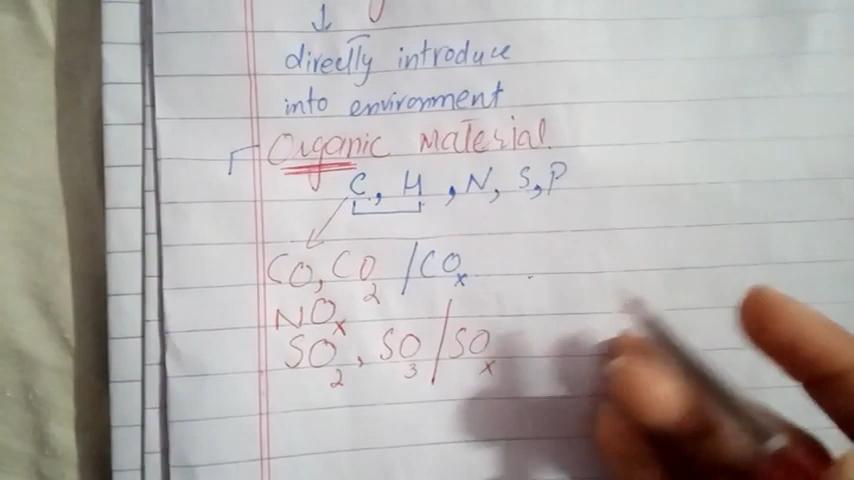 ↓
directly introduce
into environment
Organic Material
C, H, N, S, P
CO, CO₂ / COₓ
NOₓ
SO₂, SO₃ / SOₓ